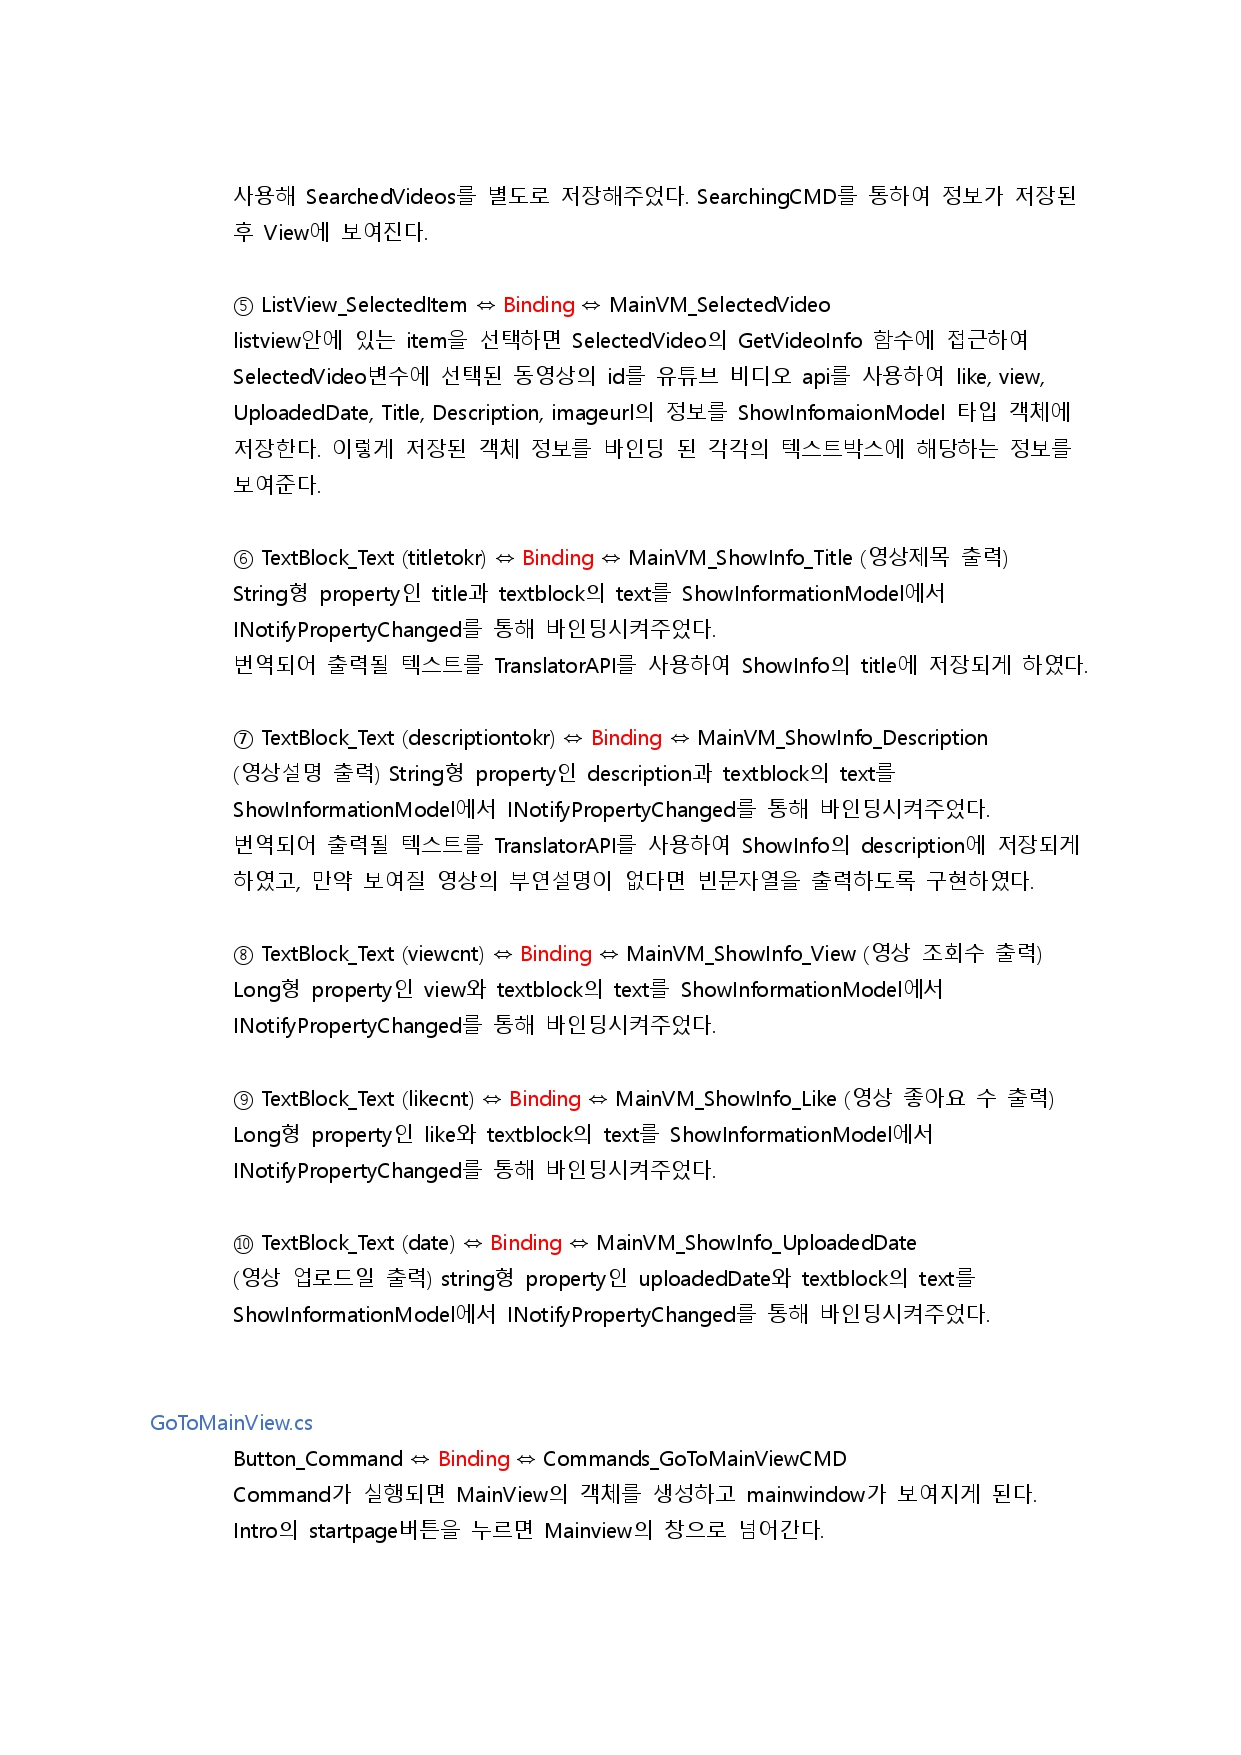 사용해 SearchedVideos를 별도로 저장해주었다. SearchingCMD를 통하여 정보가 저장된
후 View에 보여진다.
⑤ ListView_SelectedItem ⇔ Binding ⇔ MainVM_SelectedVideo
listview안에 있는 item을 선택하면 SelectedVideo의 GetVideoInfo 함수에 접근하여
SelectedVideo변수에 선택된 동영상의 id를 유튜브 비디오 api를 사용하여 like, view,
UploadedDate, Title, Description, imageurl의 정보를 ShowInfomaionModel 타입 객체에
저장한다. 이렇게 저장된 객체 정보를 바인딩 된 각각의 텍스트박스에 해당하는 정보를
보여준다.
⑥ TextBlock_Text (titletokr) ⇔ Binding ⇔ MainVM_ShowInfo_Title (영상제목 출력)
String형 property인 title과 textblock의 text를 ShowInformationModel에서
INotifyPropertyChanged를 통해 바인딩시켜주었다.
번역되어 출력될 텍스트를 TranslatorAPI를 사용하여 ShowInfo의 title에 저장되게 하였다.
⑦ TextBlock_Text (descriptiontokr) ⇔ Binding ⇔ MainVM_ShowInfo_Description
(영상설명 출력) String형 property인 description과 textblock의 text를
ShowInformationModel에서 INotifyPropertyChanged를 통해 바인딩시켜주었다.
번역되어 출력될 텍스트를 TranslatorAPI를 사용하여 ShowInfo의 description에 저장되게
하였고, 만약 보여질 영상의 부연설명이 없다면 빈문자열을 출력하도록 구현하였다.
⑧ TextBlock_Text (viewcnt) ⇔ Binding ⇔ MainVM_ShowInfo_View (영상 조회수 출력)
Long형 property인 view와 textblock의 text를 ShowInformationModel에서
INotifyPropertyChanged를 통해 바인딩시켜주었다.
⑨ TextBlock_Text (likecnt) ⇔ Binding ⇔ MainVM_ShowInfo_Like (영상 좋아요 수 출력)
Long형 property인 like와 textblock의 text를 ShowInformationModel에서
INotifyPropertyChanged를 통해 바인딩시켜주었다.
⑩ TextBlock_Text (date) ⇔ Binding ⇔ MainVM_ShowInfo_UploadedDate
(영상 업로드일 출력) string형 property인 uploadedDate와 textblock의 text를
ShowInformationModel에서 INotifyPropertyChanged를 통해 바인딩시켜주었다.
GoToMainView.cs
Button_Command ⇔ Binding ⇔ Commands_GoToMainViewCMD
Command가 실행되면 MainView의 객체를 생성하고 mainwindow가 보여지게 된다.
Intro의 startpage버튼을 누르면 Mainview의 창으로 넘어간다.